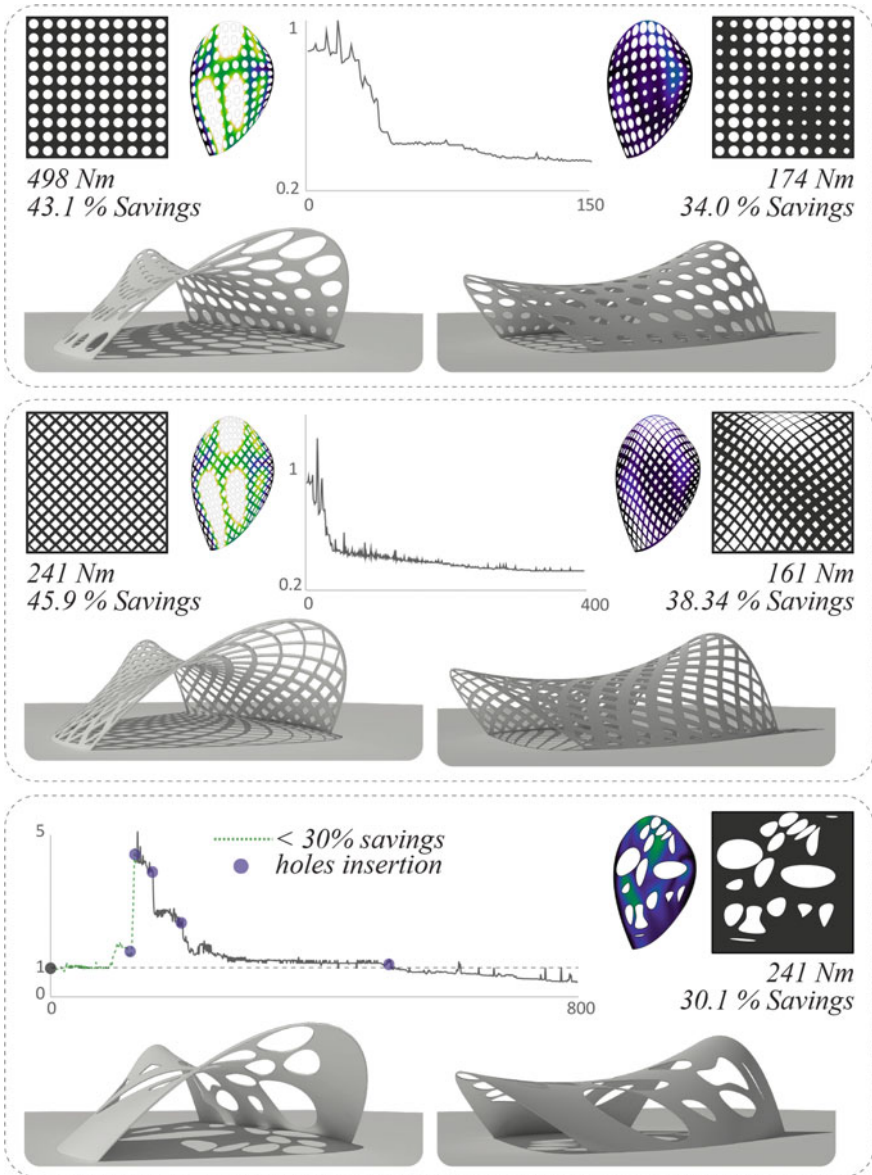 1
0.2
0
150
498 Nm
43.1 % Savings
174 Nm
34.0 % Savings
1
0.2
0
400
241 Nm
45.9 % Savings
161 Nm
38.34 % Savings
5
1
0
0
800
< 30% savings
holes insertion
241 Nm
30.1 % Savings